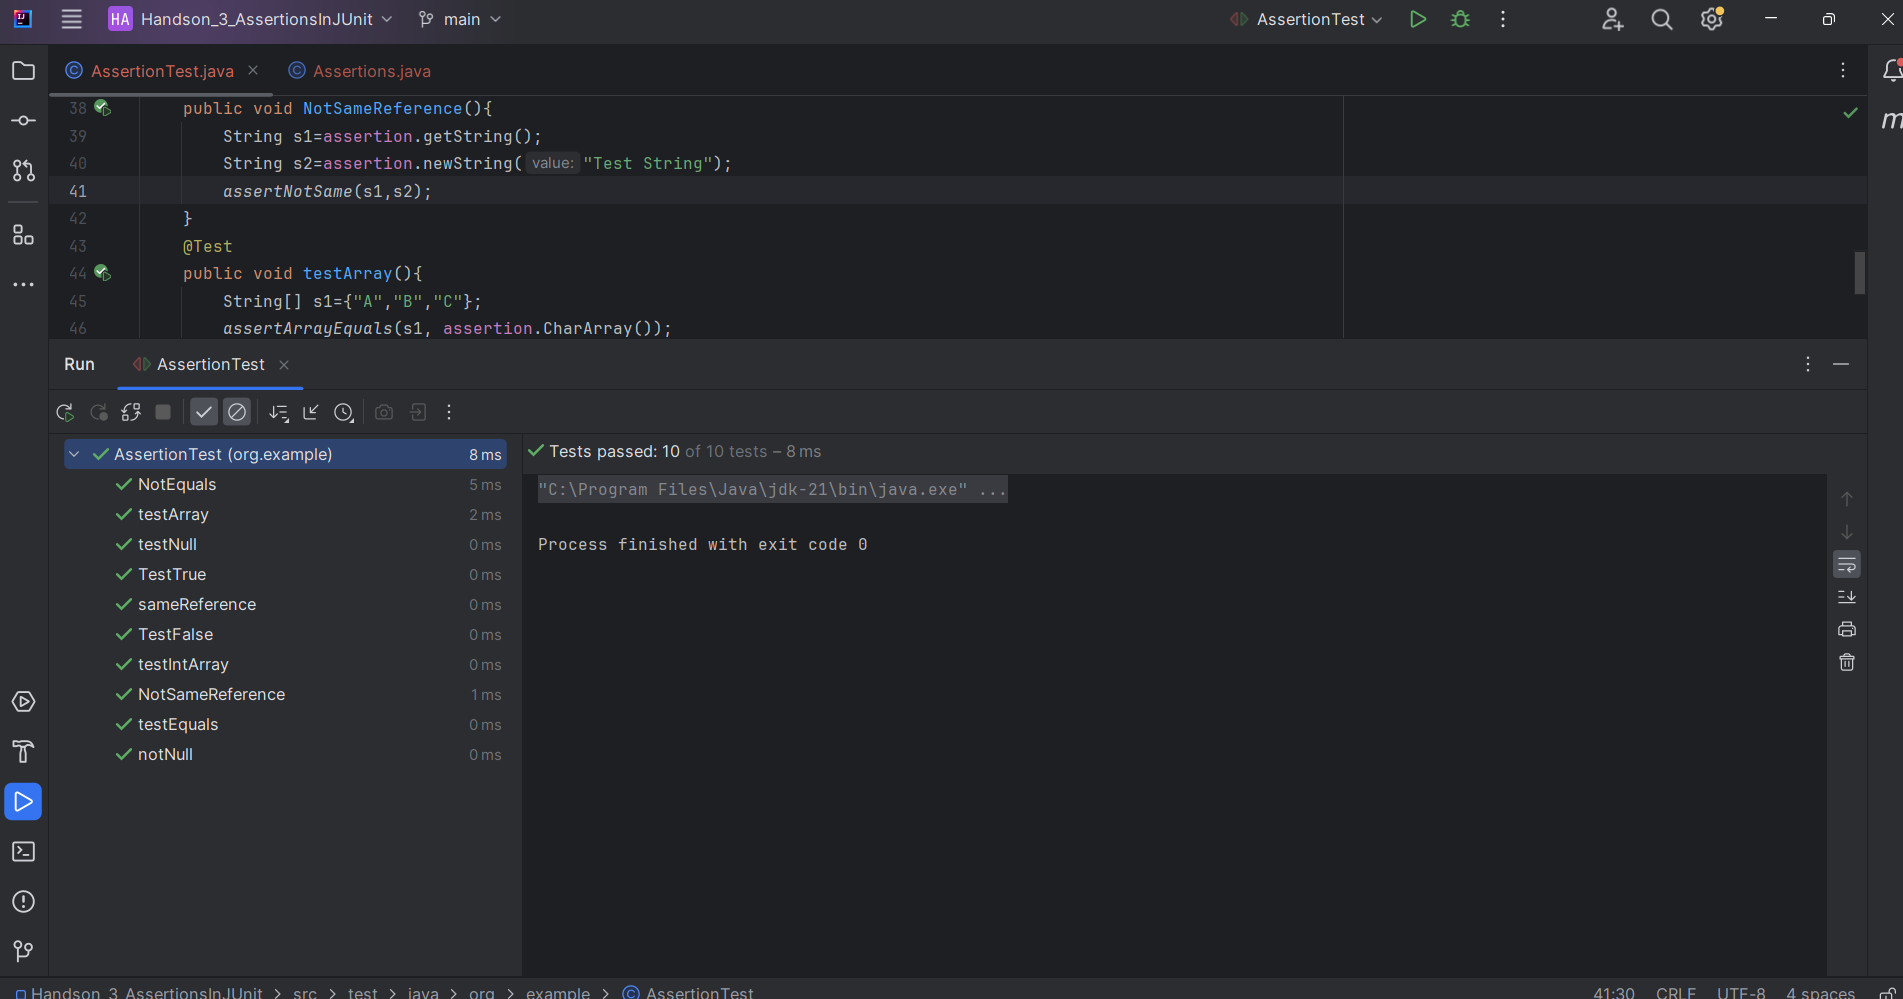 HA Handson_3_AssertionsInJUnit main AssertionTest
AssertionTest.java Assertions.java
38 public void NotSameReference(){
39 String s1=assertion.getString();
40 String s2=assertion.newString( value: "Test String");
41 assertNotSame(s1,s2);
42 }
43 @Test
44 public void testArray(){
45 String[] s1={"A","B","C"};
46 assertArrayEquals(s1, assertion.CharArray());
Run AssertionTest
AssertionTest (org.example) 8 ms
NotEquals 5 ms
testArray 2 ms
testNull 0 ms
TestTrue 0 ms
sameReference 0 ms
TestFalse 0 ms
testIntArray 0 ms
NotSameReference 1 ms
testEquals 0 ms
notNull 0 ms
Tests passed: 10 of 10 tests – 8 ms
"C:\Program Files\Java\jdk-21\bin\java.exe" ...
Process finished with exit code 0
Handson_3_AssertionsInJUnit > src > test > java > org > example > AssertionTest 41:30 CRLF UTF-8 4 spaces